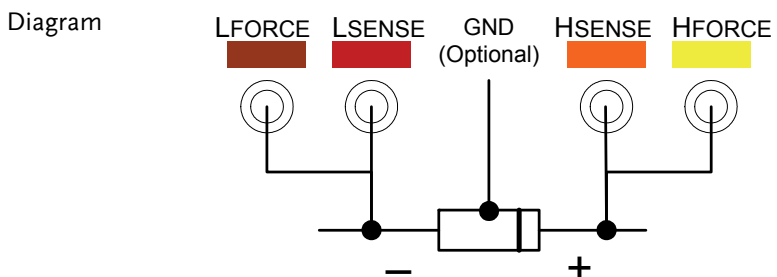 Diagram
LFORCE LSENSE GND HSENSE HFORCE
(Optional)
– +